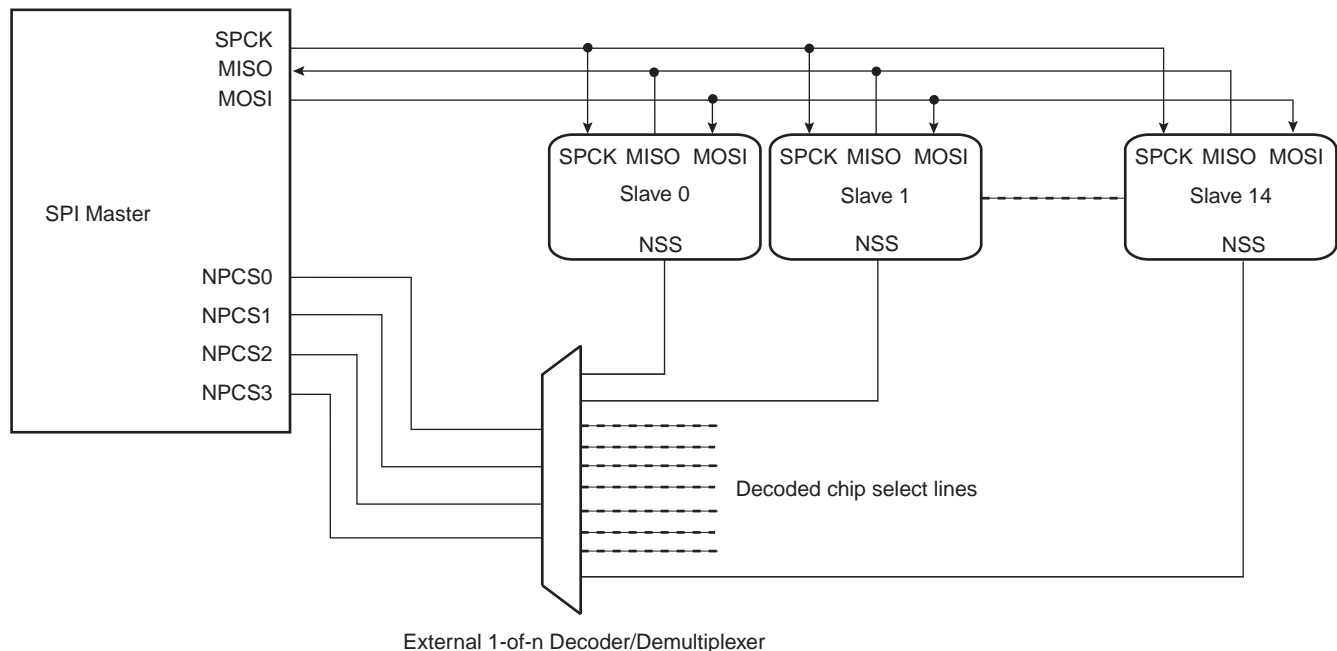 SPCK
MISO
MOSI
SPI Master
NPCS0
NPCS1
NPCS2
NPCS3
SPCK MISO MOSI
Slave 0
NSS
SPCK MISO MOSI
Slave 1
NSS
SPCK MISO MOSI
Slave 14
NSS
Decoded chip select lines
External 1-of-n Decoder/Demultiplexer